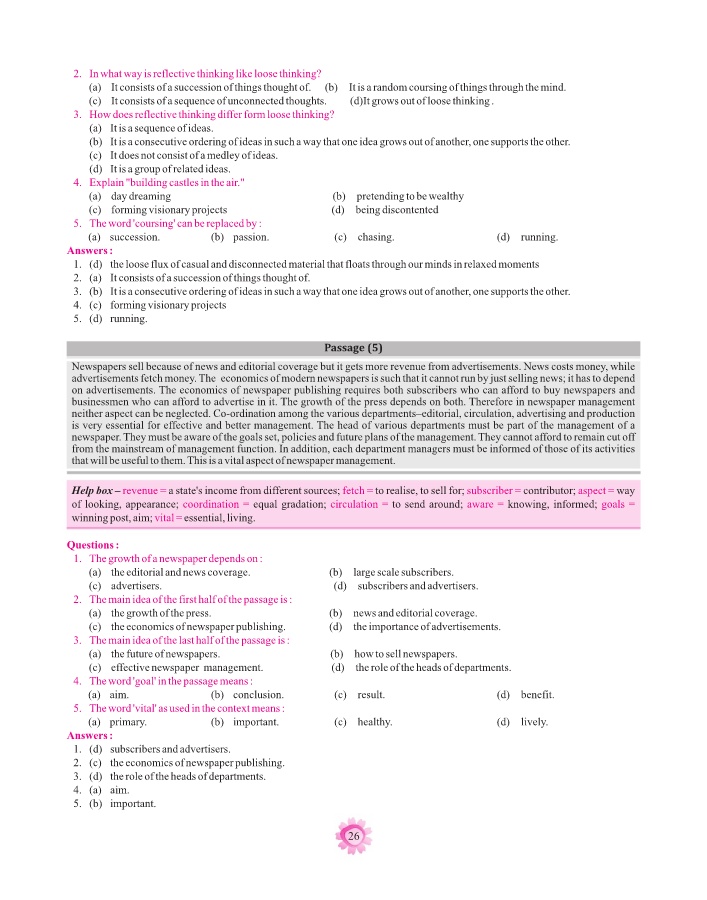 2. In what way is reflective thinking like loose thinking?
(a) It consists of a succession of things thought of. (b) It is a random coursing of things through the mind.
(c) It consists of a sequence of unconnected thoughts. (d)It grows out of loose thinking .
3. How does reflective thinking differ form loose thinking?
(a) It is a sequence of ideas.
(b) It is a consecutive ordering of ideas in such a way that one idea grows out of another, one supports the other.
(c) It does not consist of a medley of ideas.
(d) It is a group of related ideas.
4. Explain "building castles in the air."
(a) day dreaming (b) pretending to be wealthy
(c) forming visionary projects (d) being discontented
5. The word 'coursing' can be replaced by :
(a) succession. (b) passion. (c) chasing. (d) running.
Answers :
1. (d) the loose flux of casual and disconnected material that floats through our minds in relaxed moments
2. (a) It consists of a succession of things thought of.
3. (b) It is a consecutive ordering of ideas in such a way that one idea grows out of another, one supports the other.
4. (c) forming visionary projects
5. (d) running.
Passage (5)
Newspapers sell because of news and editorial coverage but it gets more revenue from advertisements. News costs money, while
advertisements fetch money. The economics of modern newspapers is such that it cannot run by just selling news; it has to depend
on advertisements. The economics of newspaper publishing requires both subscribers who can afford to buy newspapers and
businessmen who can afford to advertise in it. The growth of the press depends on both. Therefore in newspaper management
neither aspect can be neglected. Co-ordination among the various departments–editorial, circulation, advertising and production
is very essential for effective and better management. The head of various departments must be part of the management of a
newspaper. They must be aware of the goals set, policies and future plans of the management. They cannot afford to remain cut off
from the mainstream of management function. In addition, each department managers must be informed of those of its activities
that will be useful to them. This is a vital aspect of newspaper management.
Help box – revenue = a state's income from different sources; fetch = to realise, to sell for; subscriber = contributor; aspect = way
of looking, appearance; coordination = equal gradation; circulation = to send around; aware = knowing, informed; goals =
winning post, aim; vital = essential, living.
Questions :
1. The growth of a newspaper depends on :
(a) the editorial and news coverage. (b) large scale subscribers.
(c) advertisers. (d) subscribers and advertisers.
2. The main idea of the first half of the passage is :
(a) the growth of the press. (b) news and editorial coverage.
(c) the economics of newspaper publishing. (d) the importance of advertisements.
3. The main idea of the last half of the passage is :
(a) the future of newspapers. (b) how to sell newspapers.
(c) effective newspaper management. (d) the role of the heads of departments.
4. The word 'goal' in the passage means :
(a) aim. (b) conclusion. (c) result. (d) benefit.
5. The word 'vital' as used in the context means :
(a) primary. (b) important. (c) healthy. (d) lively.
Answers :
1. (d) subscribers and advertisers.
2. (c) the economics of newspaper publishing.
3. (d) the role of the heads of departments.
4. (a) aim.
5. (b) important.
26